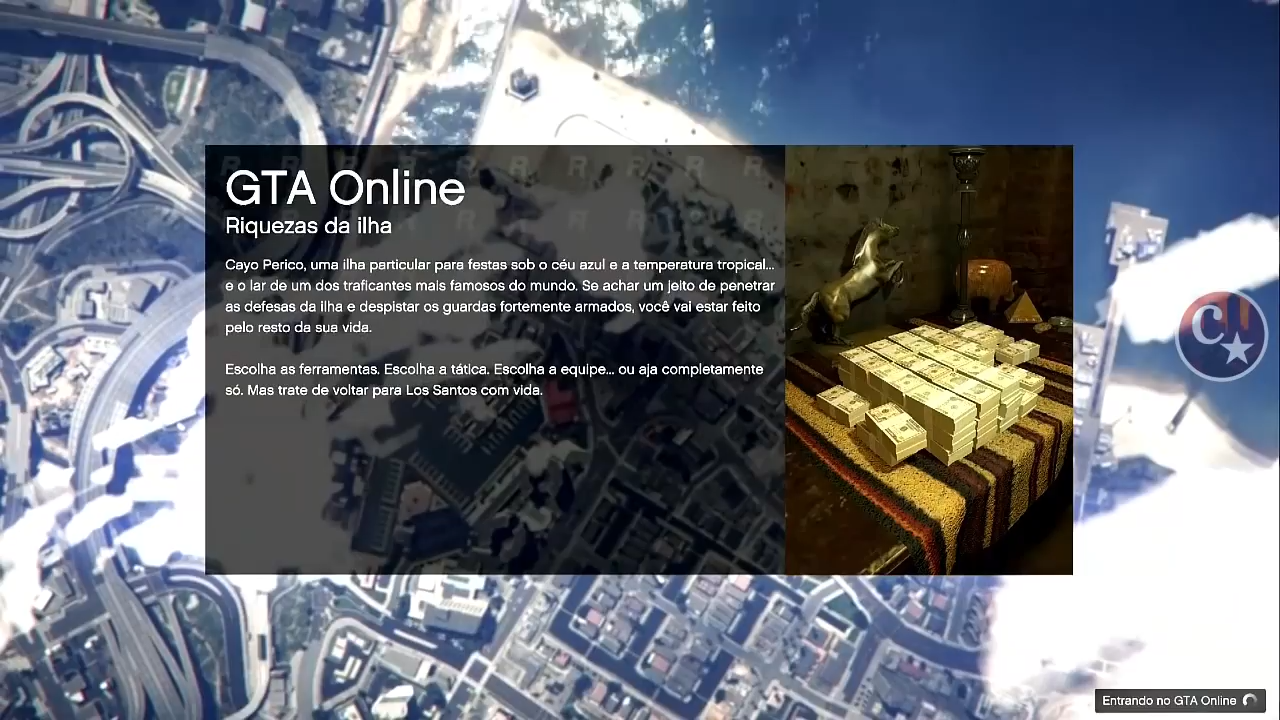 GTA Online
Riquezas da ilha
Cayo Perico, uma ilha particular para festas sob o céu azul e a temperatura tropical...
e o lar de um dos traficantes mais famosos do mundo. Se achar um jeito de penetrar
as defesas da ilha e despistar os guardas fortemente armados, você vai estar feito
pelo resto da sua vida.
Escolha as ferramentas. Escolha a tática. Escolha a equipe... ou aja completamente
só. Mas trate de voltar para Los Santos com vida.
Entrando no GTA Online